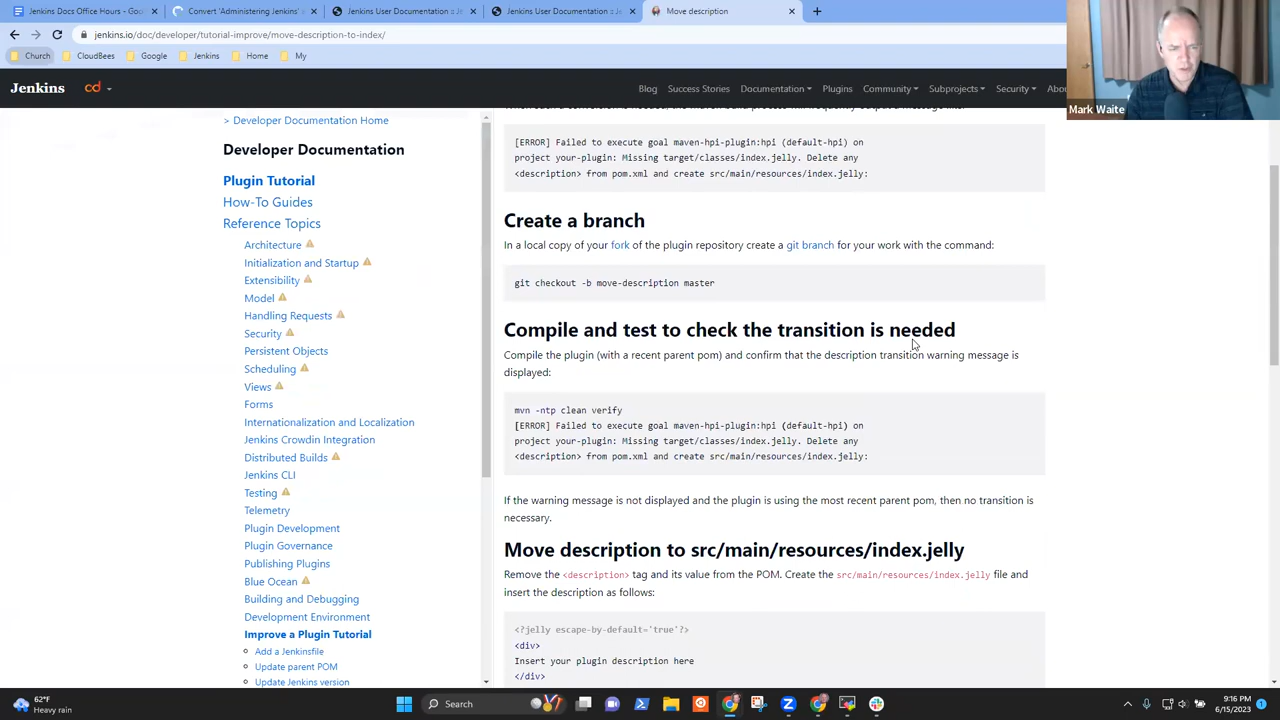 Jenkins Docs Office Hours - Goo
Convert 'Administering Jenkins'
Jenkins User Documentation
Jenkins User Documentation
Move description
jenkins.io/doc/developer/tutorial-improve/move-description-to-index/
Church
CloudBees
Google
Jenkins
Home
My
Jenkins
cd
Blog
Success Stories
Documentation
Plugins
Community
Subprojects
Security
Mark Waite
> Developer Documentation Home
Developer Documentation
Plugin Tutorial
How-To Guides
Reference Topics
Architecture
Initialization and Startup
Extensibility
Model
Handling Requests
Security
Persistent Objects
Scheduling
Views
Forms
Internationalization and Localization
Jenkins Crowdin Integration
Distributed Builds
Jenkins CLI
Testing
Telemetry
Plugin Development
Plugin Governance
Publishing Plugins
Blue Ocean
Building and Debugging
Development Environment
Improve a Plugin Tutorial
Add a Jenkinsfile
Update parent POM
Update Jenkins version
[ERROR] Failed to execute goal maven-hpi-plugin:hpi (default-hpi) on
project your-plugin: Missing target/classes/index.jelly. Delete any
<description> from pom.xml and create src/main/resources/index.jelly:
Create a branch
In a local copy of your fork of the plugin repository create a git branch for your work with the command:
git checkout -b move-description master
Compile and test to check the transition is needed
Compile the plugin (with a recent parent pom) and confirm that the description transition warning message is
displayed:
mvn -ntp clean verify
[ERROR] Failed to execute goal maven-hpi-plugin:hpi (default-hpi) on
project your-plugin: Missing target/classes/index.jelly. Delete any
<description> from pom.xml and create src/main/resources/index.jelly:
If the warning message is not displayed and the plugin is using the most recent parent pom, then no transition is
necessary.
Move description to src/main/resources/index.jelly
Remove the <description> tag and its value from the POM. Create the src/main/resources/index.jelly file and
insert the description as follows:
<?jelly escape-by-default='true'?>
<div>
Insert your plugin description here
</div>
62°F
Heavy rain
Search
9:16 PM
6/15/2023